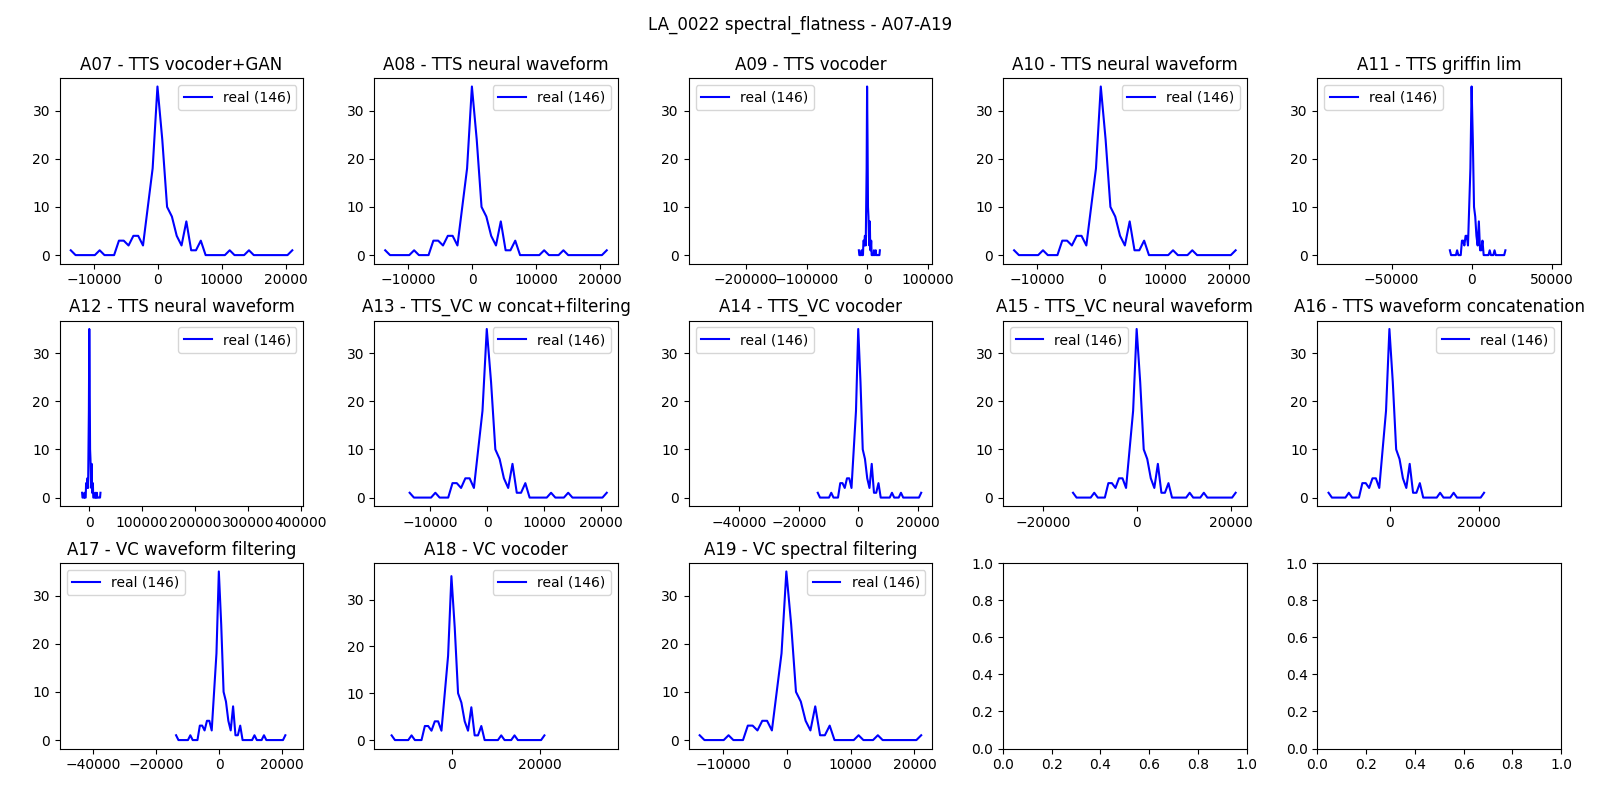 LA_0022 spectral_flatness - A07-A19
A07 - TTS vocoder+GAN
A08 - TTS neural waveform
A09 - TTS vocoder
A10 - TTS neural waveform
A11 - TTS griffin lim
real (146)
real (146)
real (146)
real (146)
real (146)
30
20
10
0
30
20
10
0
30
20
10
0
30
20
10
0
30
20
10
0
−10000 0 10000 20000
−10000 0 10000 20000
−200000 −100000 0 100000
−10000 0 10000 20000
−50000 0 50000
A12 - TTS neural waveform
A13 - TTS_VC w concat+filtering
A14 - TTS_VC vocoder
A15 - TTS_VC neural waveform
A16 - TTS waveform concatenation
real (146)
real (146)
real (146)
real (146)
real (146)
30
20
10
0
30
20
10
0
30
20
10
0
30
20
10
0
30
20
10
0
0 100000 200000 300000 400000
−10000 0 10000 20000
−40000 −20000 0 20000
−20000 0 20000
0 20000
A17 - VC waveform filtering
A18 - VC vocoder
A19 - VC spectral filtering
real (146)
real (146)
real (146)
30
20
10
0
30
20
10
0
30
20
10
0
1.0
0.8
0.6
0.4
0.2
0.0
1.0
0.8
0.6
0.4
0.2
0.0
−40000 −20000 0 20000
0 20000
−10000 0 10000 20000
0.0 0.2 0.4 0.6 0.8 1.0
0.0 0.2 0.4 0.6 0.8 1.0